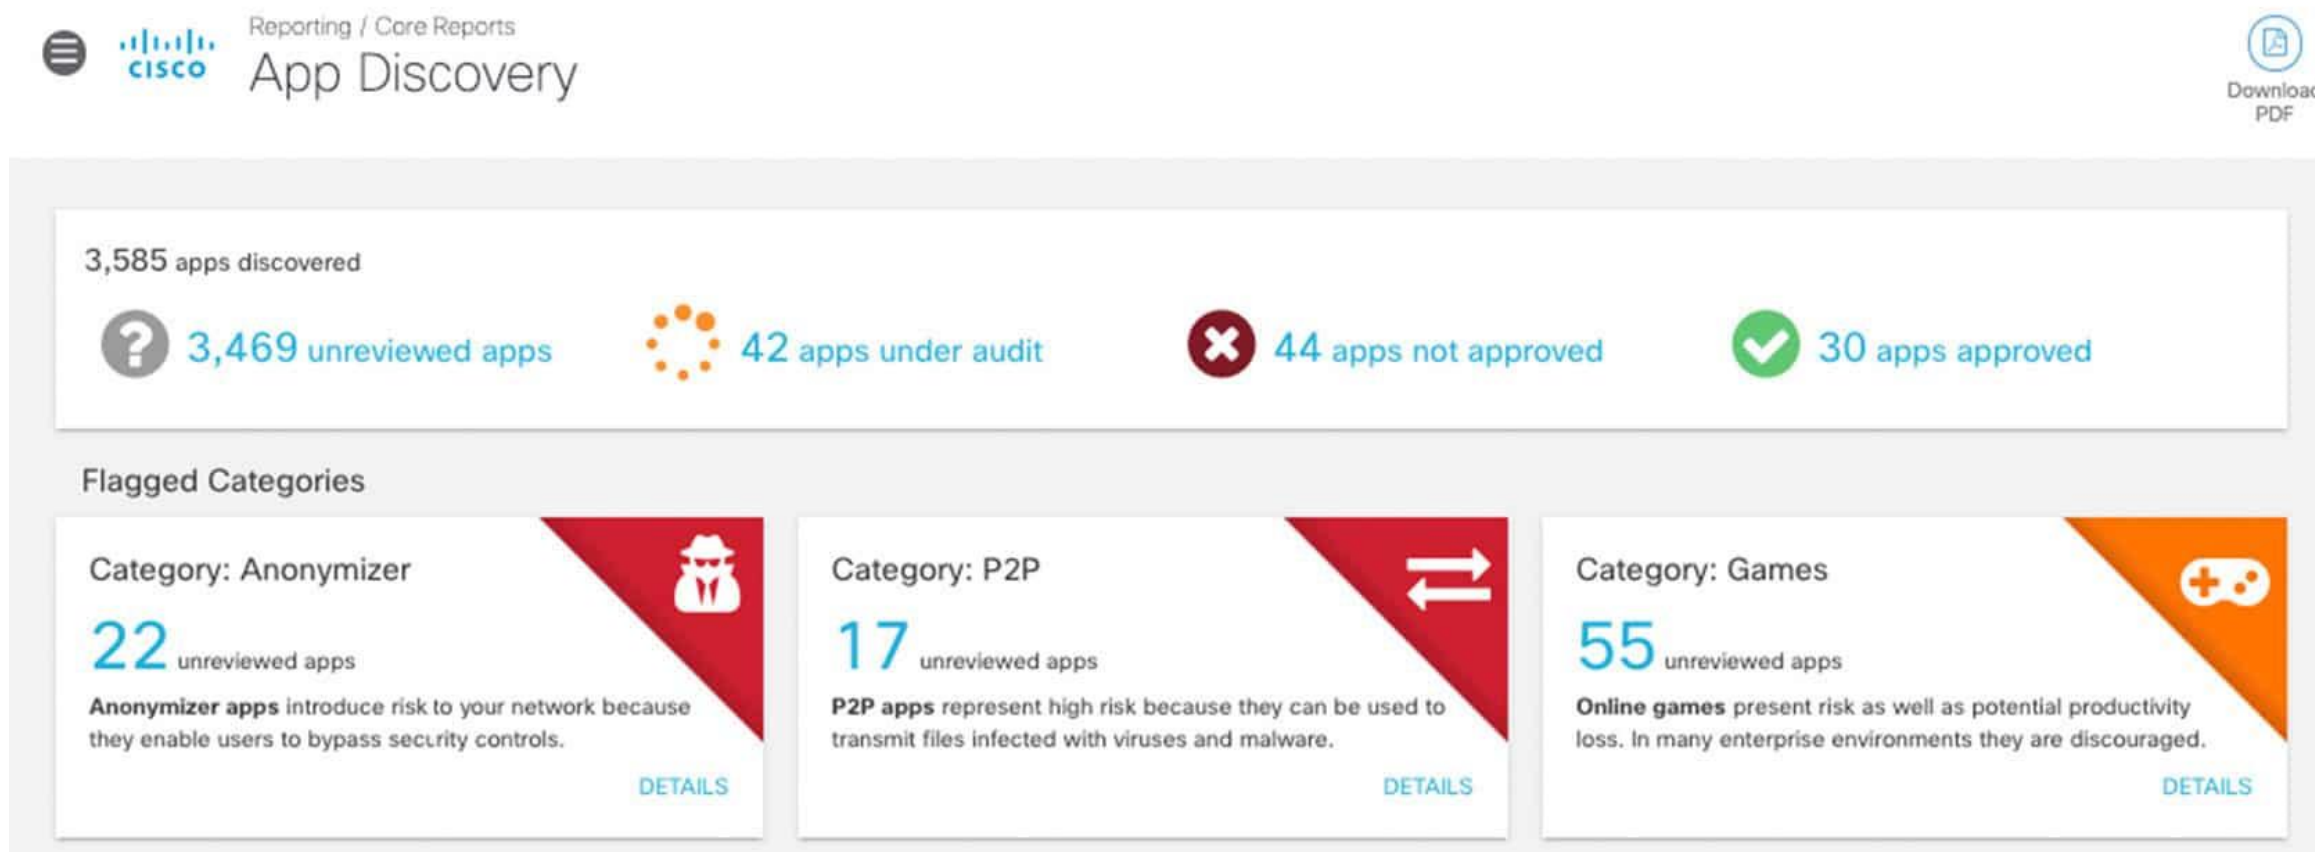 Reporting / Core Reports
CISCO
App Discovery
Download
PDF
3,585 apps discovered
3,469 unreviewed apps
42 apps under audit
44 apps not approved
30 apps approved
Flagged Categories
Category: Anonymizer
22 unreviewed apps
Anonymizer apps introduce risk to your network because
they enable users to bypass security controls.
DETAILS
Category: P2P
17 unreviewed apps
P2P apps represent high risk because they can be used to
transmit files infected with viruses and malware.
DETAILS
Category: Games
55 unreviewed apps
Online games present risk as well as potential productivity
loss. In many enterprise environments they are discouraged.
DETAILS